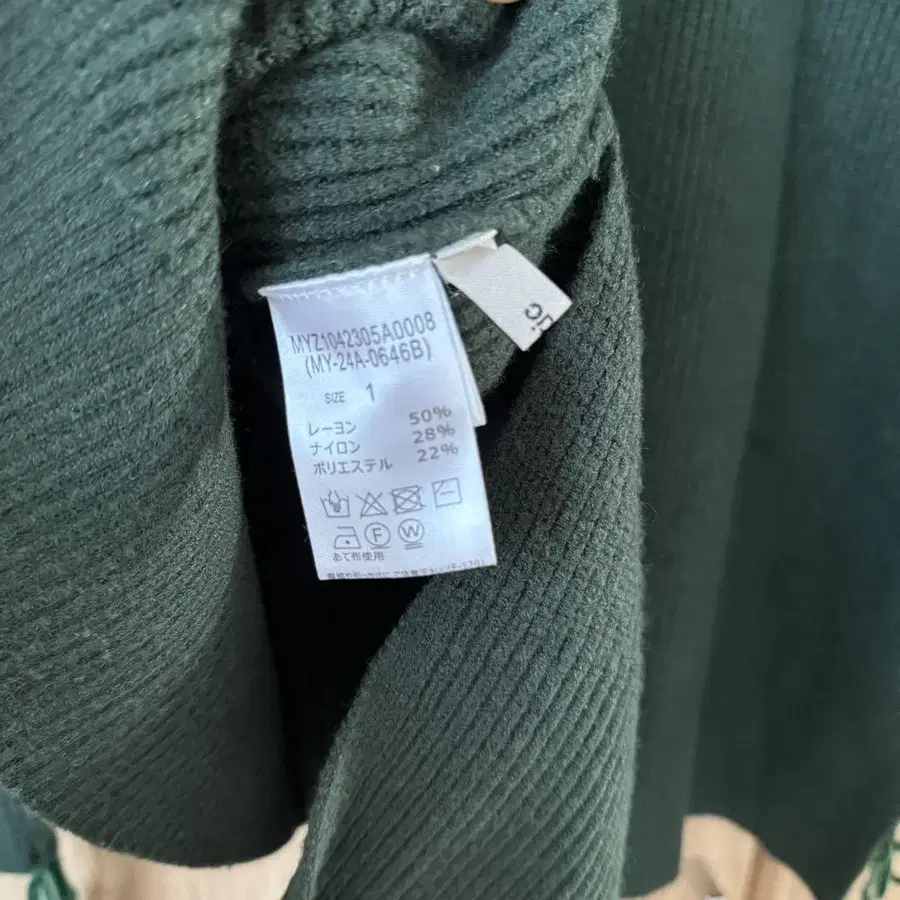 MYZ1042305A0008
(MY-24A-0646B)
SIZE 1
レーヨン 50%
ナイロン 28%
ポリエステル 22%
F W
あて布使用